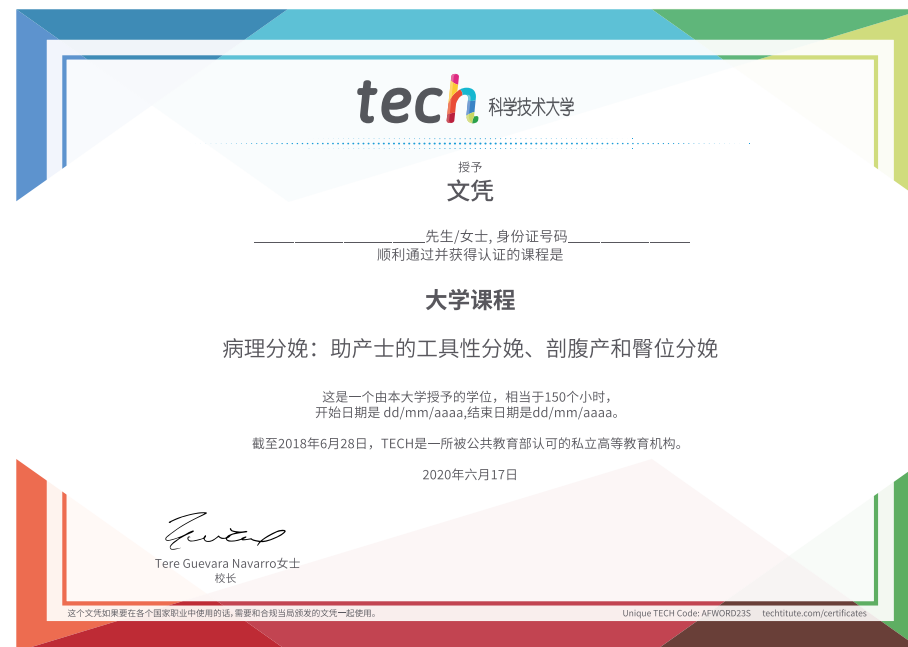 tech 科学技术大学
授予
文凭
先生/女士, 身份证号码
顺利通过并获得认证的课程是
大学课程
病理分娩：助产士的工具性分娩、剖腹产和臀位分娩
这是一个由本大学授予的学位，相当于150个小时，
开始日期是 dd/mm/aaaa,结束日期是dd/mm/aaaa。
截至2018年6月28日，TECH是一所被公共教育部认可的私立高等教育机构。
2020年六月17日
Tere Guevara Navarro女士
校长
这个文凭如果要在各个国家职业中使用的话,需要和合规当局颁发的文凭一起使用。
Unique TECH Code: AFWORD23S techtitute.com/certificates